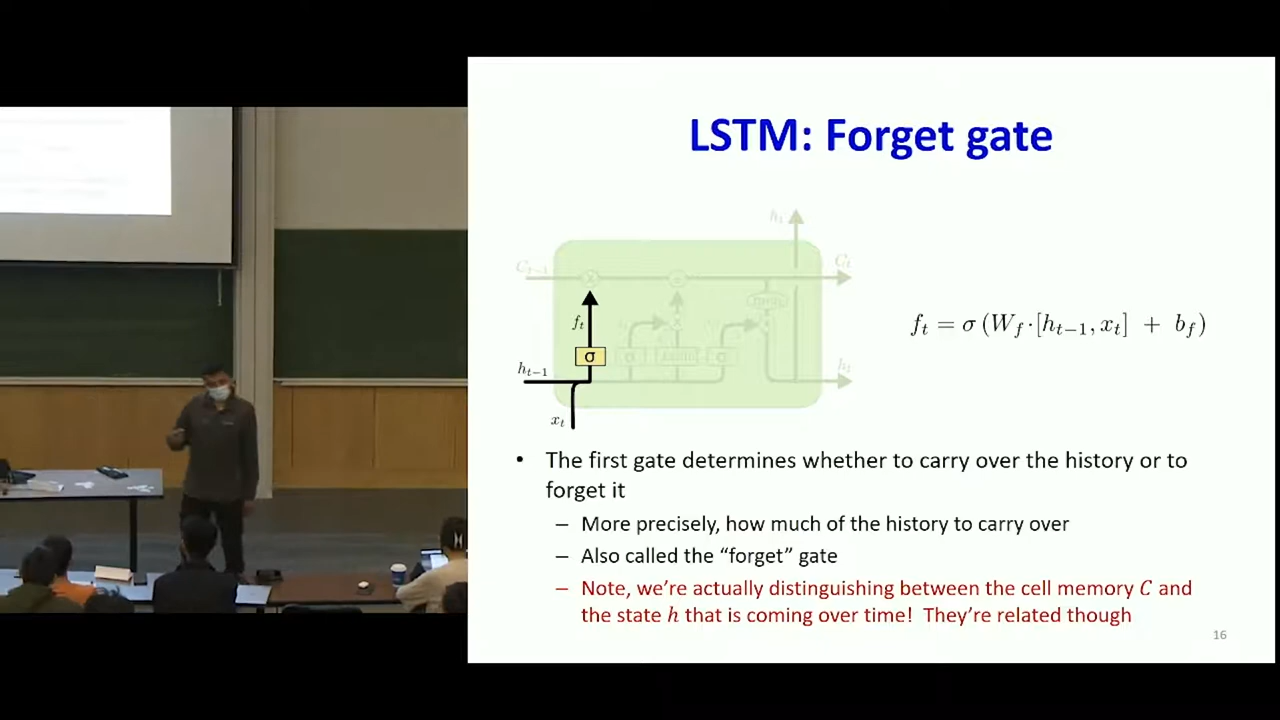 LSTM: Forget gate
h_t
C_{t-1}
C_t
f_t
σ
σ
tanh
σ
tanh
h_{t-1}
h_t
x_t
f_t = σ (W_f · [h_{t-1}, x_t] + b_f)
• The first gate determines whether to carry over the history or to
forget it
– More precisely, how much of the history to carry over
– Also called the “forget” gate
– Note, we’re actually distinguishing between the cell memory C and
the state h that is coming over time! They’re related though
16